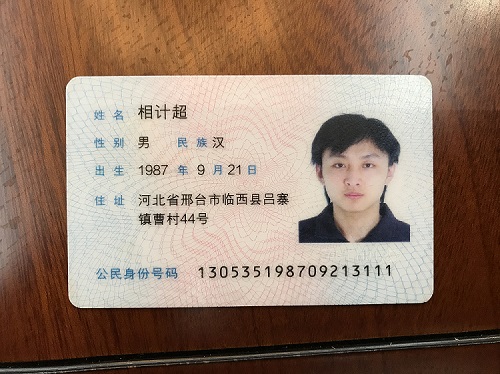 姓名 相计超
性别 男 民族 汉
出生 1987 年 9 月 21 日
住址 河北省邢台市临西县吕寨
镇曹村44号
公民身份号码 130535198709213111